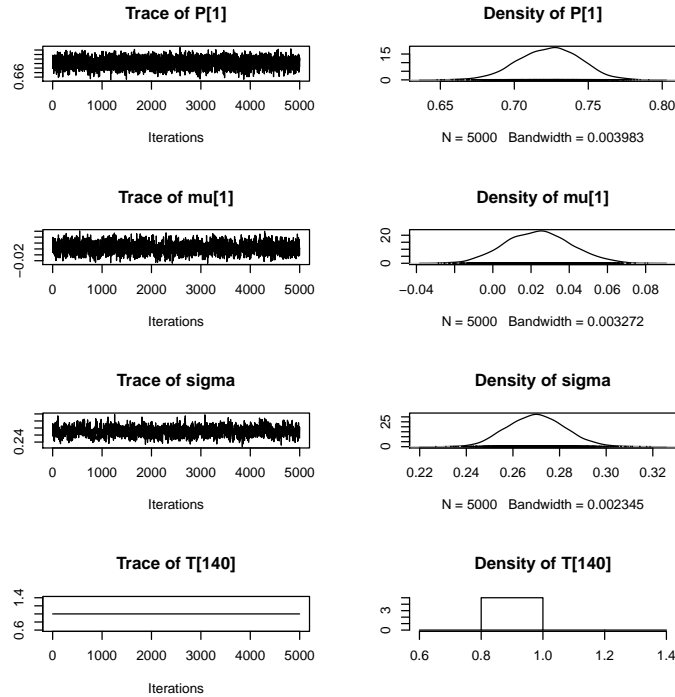 Trace of P[1]
0.66
0 1000 2000 3000 4000 5000
Iterations
Density of P[1]
0 15
0.65 0.70 0.75 0.80
N = 5000 Bandwidth = 0.003983
Trace of mu[1]
−0.02
0 1000 2000 3000 4000 5000
Iterations
Density of mu[1]
0 20
−0.04 0.00 0.02 0.04 0.06 0.08
N = 5000 Bandwidth = 0.003272
Trace of sigma
0.24
0 1000 2000 3000 4000 5000
Iterations
Density of sigma
0 25
0.22 0.24 0.26 0.28 0.30 0.32
N = 5000 Bandwidth = 0.002345
Trace of T[140]
0.6 1.4
0 1000 2000 3000 4000 5000
Iterations
Density of T[140]
3
0.6 0.8 1.0 1.2 1.4